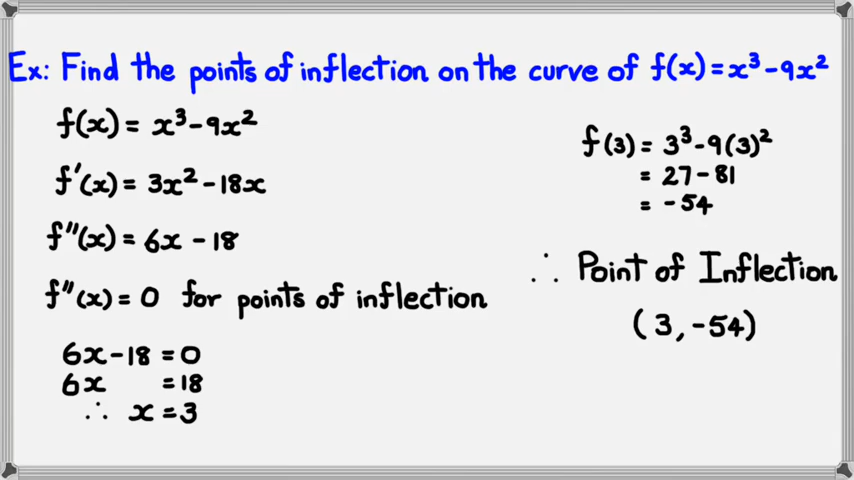 Ex: Find the points of inflection on the curve of f(x) = x³ - 9x²
f(x) = x³ - 9x²
f'(x) = 3x² - 18x
f''(x) = 6x - 18
f''(x) = 0 for points of inflection
6x - 18 = 0
6x = 18
∴ x = 3
f(3) = 3³ - 9(3)²
= 27 - 81
= -54
∴ Point of Inflection
(3, -54)